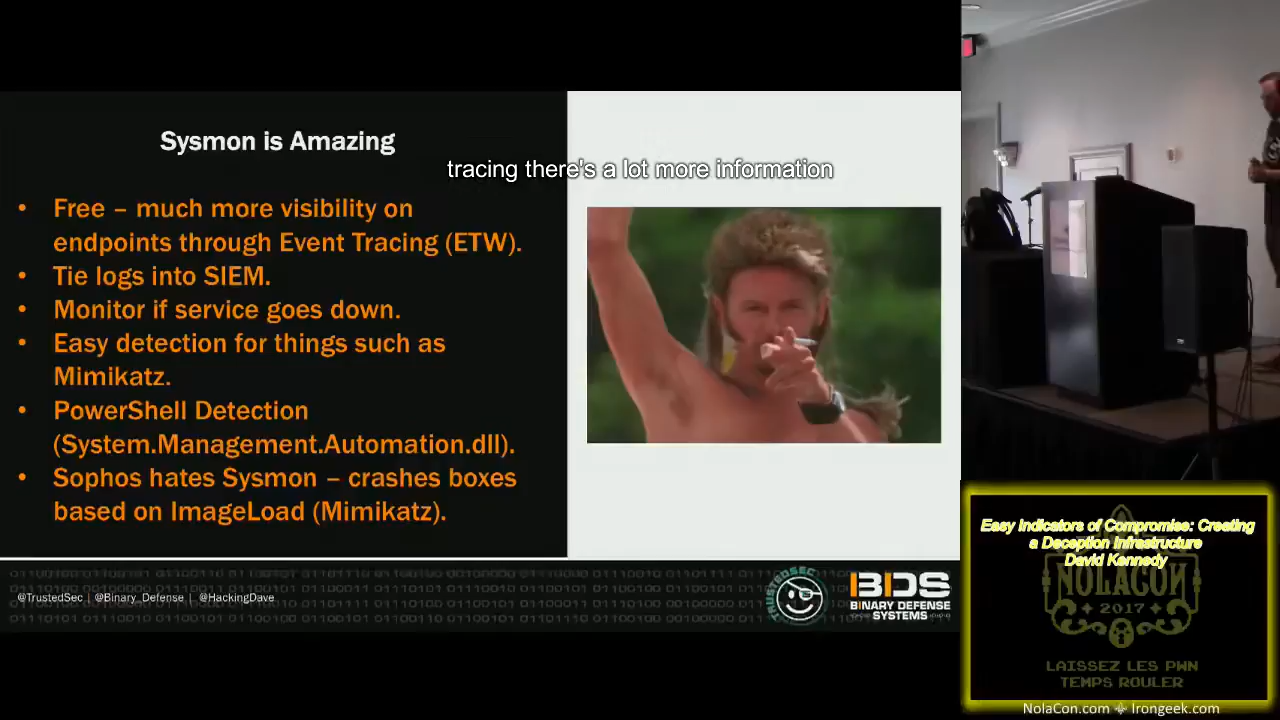 Sysmon is Amazing
tracing there's a lot more information
• Free – much more visibility on
endpoints through Event Tracing (ETW).
• Tie logs into SIEM.
• Monitor if service goes down.
• Easy detection for things such as
Mimikatz.
• PowerShell Detection
(System.Management.Automation.dll).
• Sophos hates Sysmon – crashes boxes
based on ImageLoad (Mimikatz).
@TrustedSec | @Binary_Defense | @HackingDave
TRUSTEDSEC
BDS
BINARY DEFENSE
SYSTEMS
Easy Indicators of Compromise: Creating
a Deception Infrastructure
David Kennedy
NOLACON
2017
LAISSEZ LES PWN
TEMPS ROULER
NolaCon.com Irongeek.com